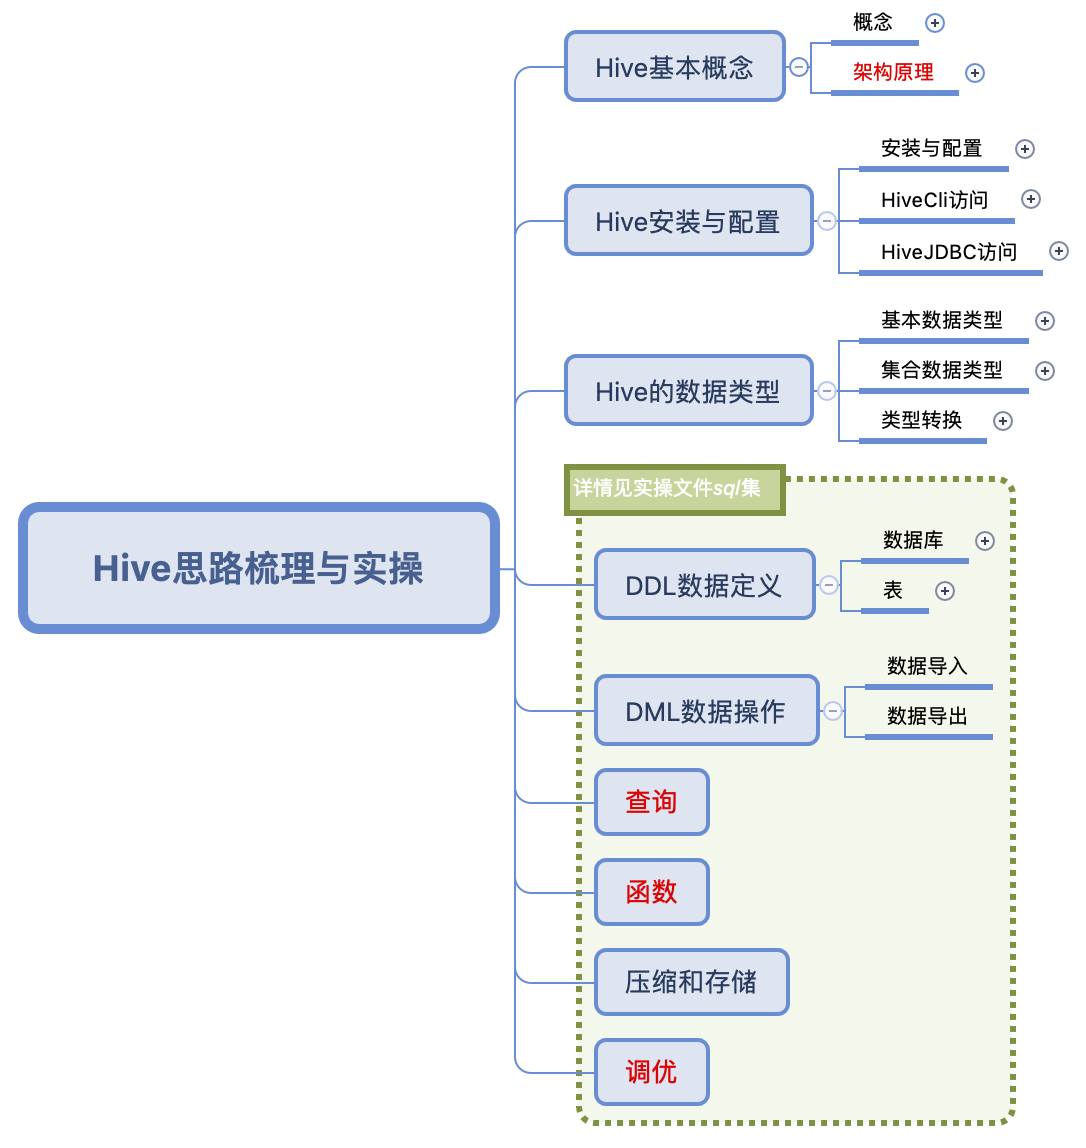 Hive思路梳理与实操
Hive基本概念
概念
架构原理
Hive安装与配置
安装与配置
HiveCli访问
HiveJDBC访问
Hive的数据类型
基本数据类型
集合数据类型
类型转换
详情见实操文件sql集
DDL数据定义
数据库
表
DML数据操作
数据导入
数据导出
查询
函数
压缩和存储
调优